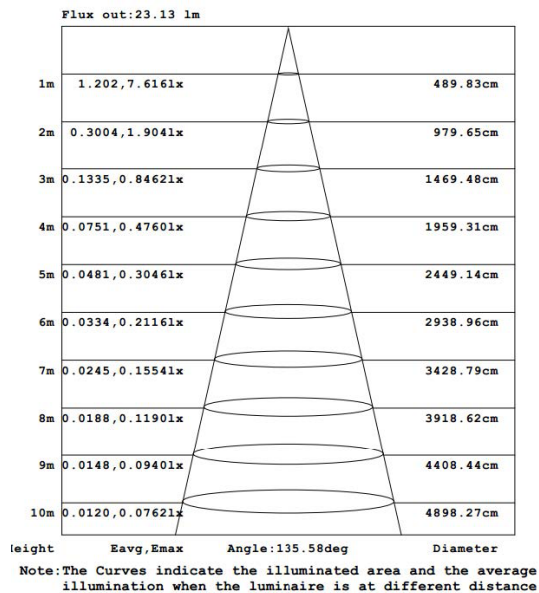 Flux out:23.13 lm
1m 1.202,7.616lx 489.83cm
2m 0.3004,1.904lx 979.65cm
3m 0.1335,0.8462lx 1469.48cm
4m 0.0751,0.4760lx 1959.31cm
5m 0.0481,0.3046lx 2449.14cm
6m 0.0334,0.2116lx 2938.96cm
7m 0.0245,0.1554lx 3428.79cm
8m 0.0188,0.1190lx 3918.62cm
9m 0.0148,0.0940lx 4408.44cm
10m 0.0120,0.0762lx 4898.27cm
eight Eavg,Emax Angle:135.58deg Diameter
Note:The Curves indicate the illuminated area and the average
illumination when the luminaire is at different distance